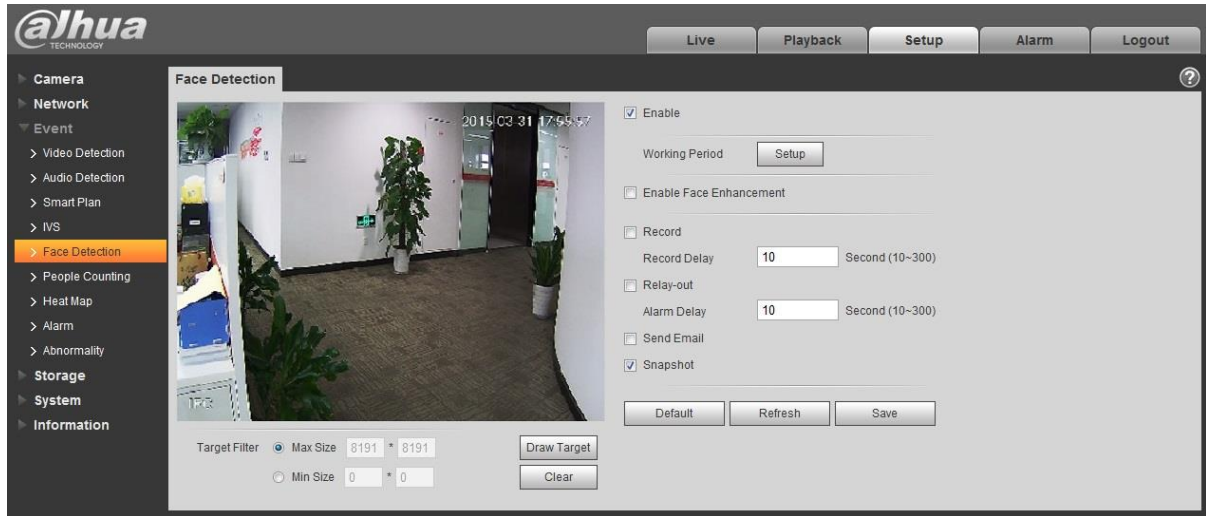 alhua
TECHNOLOGY
Live Playback Setup Alarm Logout
Camera
Network
Event
Video Detection
Audio Detection
Smart Plan
IVS
Face Detection
People Counting
Heat Map
Alarm
Abnormality
Storage
System
Information
Face Detection
?
2015-03-31 17:55:57
IPC
Target Filter Max Size 8191 * 8191 Draw Target
Min Size 0 * 0 Clear
Enable
Working Period Setup
Enable Face Enhancement
Record
Record Delay 10 Second (10~300)
Relay-out
Alarm Delay 10 Second (10~300)
Send Email
Snapshot
Default Refresh Save